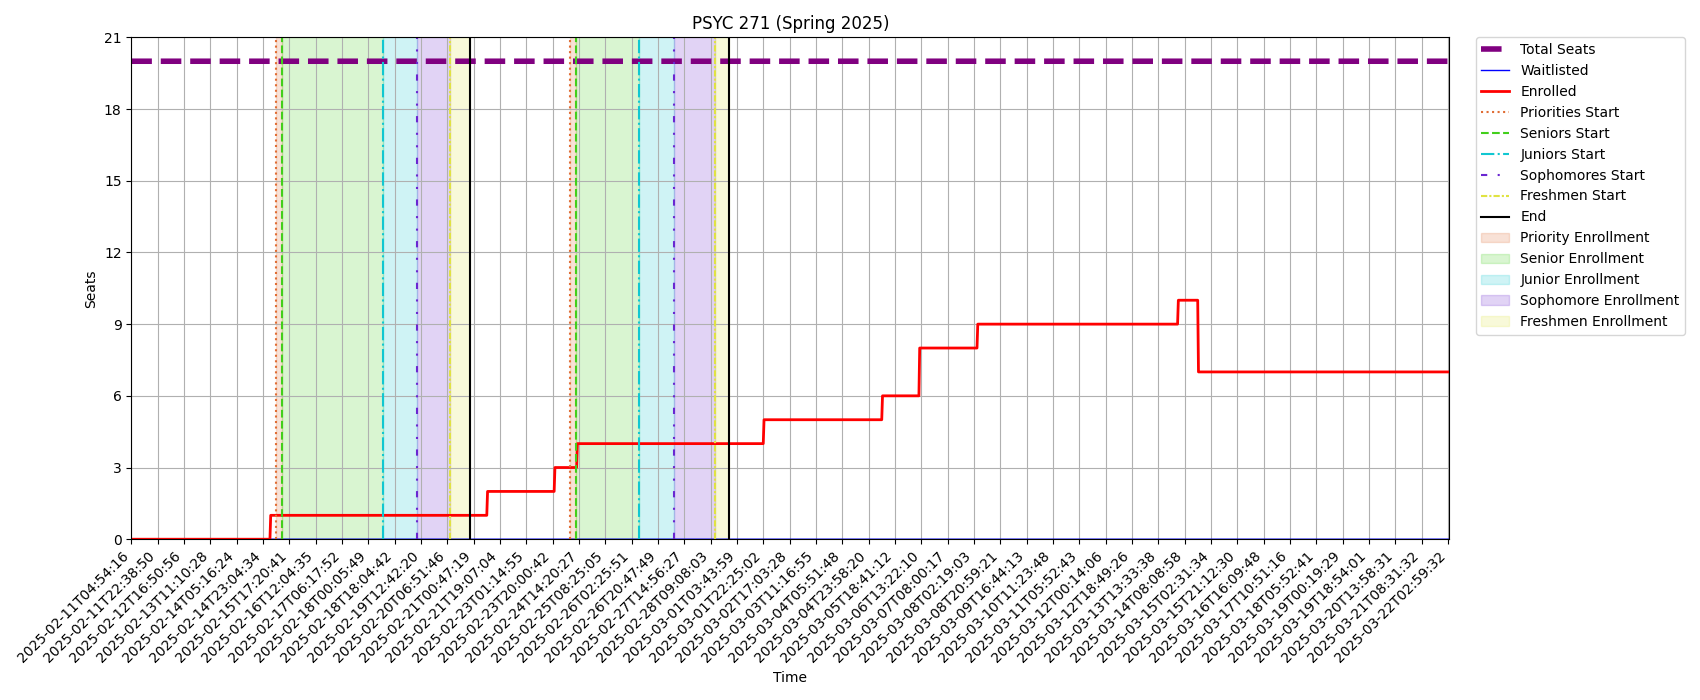 PSYC 271 (Spring 2025)
21
18
15
12
9
6
3
0
Seats
2025-02-11T04:54:16
2025-02-11T22:38:50
2025-02-12T16:50:56
2025-02-13T11:10:28
2025-02-14T05:16:24
2025-02-14T23:04:34
2025-02-15T17:20:41
2025-02-16T12:04:35
2025-02-17T06:17:52
2025-02-18T00:05:49
2025-02-18T18:04:42
2025-02-19T12:42:20
2025-02-20T06:51:46
2025-02-21T00:47:19
2025-02-21T19:07:04
2025-02-23T01:14:55
2025-02-23T20:00:42
2025-02-24T14:20:27
2025-02-25T08:25:05
2025-02-26T02:25:51
2025-02-26T20:47:49
2025-02-27T14:56:27
2025-02-28T09:08:03
2025-03-01T03:43:59
2025-03-01T22:25:02
2025-03-02T17:03:28
2025-03-03T11:16:55
2025-03-04T05:51:48
2025-03-04T23:58:20
2025-03-05T18:41:12
2025-03-06T13:22:10
2025-03-07T08:00:17
2025-03-08T02:19:03
2025-03-08T20:59:21
2025-03-09T16:44:13
2025-03-10T11:23:48
2025-03-11T05:52:43
2025-03-12T00:14:06
2025-03-12T18:49:26
2025-03-13T13:33:38
2025-03-14T08:08:58
2025-03-15T02:31:34
2025-03-15T21:12:30
2025-03-16T16:09:48
2025-03-17T10:51:16
2025-03-18T05:52:41
2025-03-19T00:19:29
2025-03-19T18:54:01
2025-03-20T13:58:31
2025-03-21T08:31:32
2025-03-22T02:59:32
Time
Total Seats
Waitlisted
Enrolled
Priorities Start
Seniors Start
Juniors Start
Sophomores Start
Freshmen Start
End
Priority Enrollment
Senior Enrollment
Junior Enrollment
Sophomore Enrollment
Freshmen Enrollment